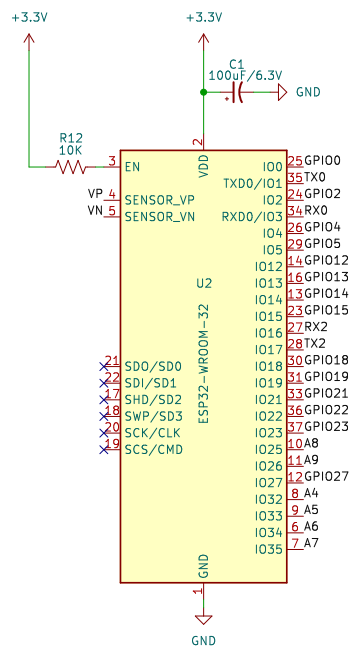 +3.3V +3.3V
C1
100uF/6.3V
GND
R12
10K
2
VDD
3 EN IO0 25 GPIO0
TXD0/IO1 35 TX0
VP 4 SENSOR_VP IO2 24 GPIO2
VN 5 SENSOR_VN RXD0/IO3 34 RX0
IO4 26 GPIO4
IO5 29 GPIO5
IO12 14 GPIO12
IO13 16 GPIO13
U2
IO14 13 GPIO14
IO15 23 GPIO15
ESP32-WROOM-32
IO16 27 RX2
IO17 28 TX2
21 SDO/SD0 IO18 30 GPIO18
22 SDI/SD1 IO19 31 GPIO19
17 SHD/SD2 IO21 33 GPIO21
18 SWP/SD3 IO22 36 GPIO22
20 SCK/CLK IO23 37 GPIO23
19 SCS/CMD IO25 10 A8
IO26 11 A9
IO27 12 GPIO27
IO32 8 A4
IO33 9 A5
IO34 6 A6
IO35 7 A7
GND
1
GND